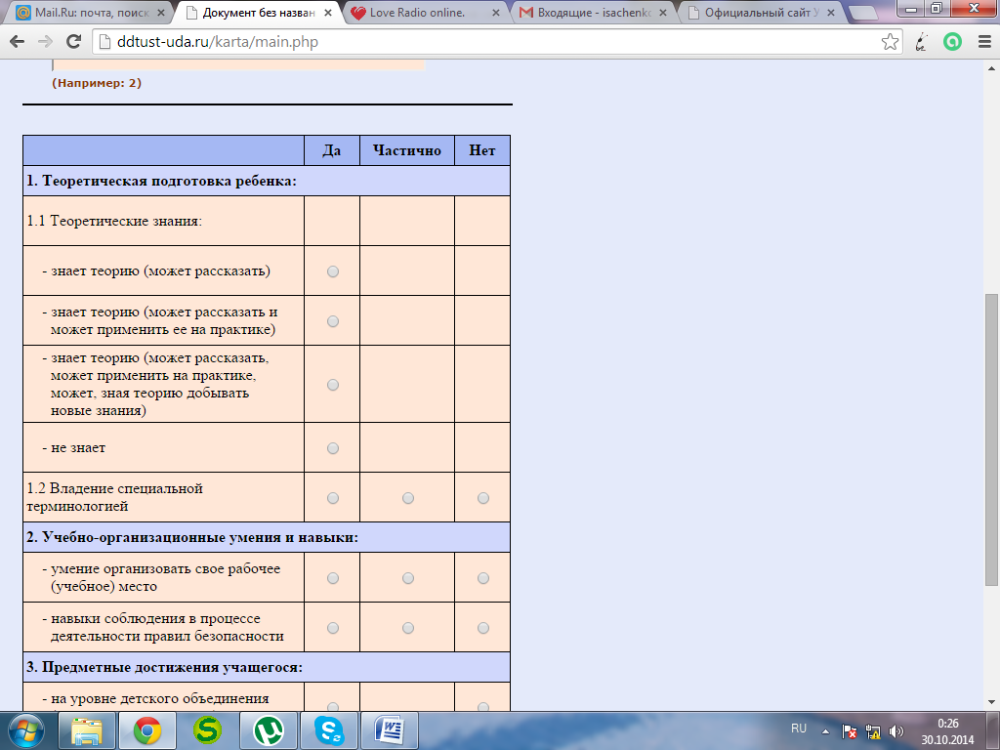 Mail.Ru: почта, поиск
Документ без назван
Love Radio online.
Входящие - isachenko
Официальный сайт У
ddtust-uda.ru/karta/main.php
(Например: 2)
Да Частично Нет
1. Теоретическая подготовка ребенка:
1.1 Теоретические знания:
- знает теорию (может рассказать)
- знает теорию (может рассказать и
может применить ее на практике)
- знает теорию (может рассказать,
может применить на практике,
может, зная теорию добывать
новые знания)
- не знает
1.2 Владение специальной
терминологией
2. Учебно-организационные умения и навыки:
- умение организовать свое рабочее
(учебное) место
- навыки соблюдения в процессе
деятельности правил безопасности
3. Предметные достижения учащегося:
- на уровне детского объединения
RU
0:26
30.10.2014